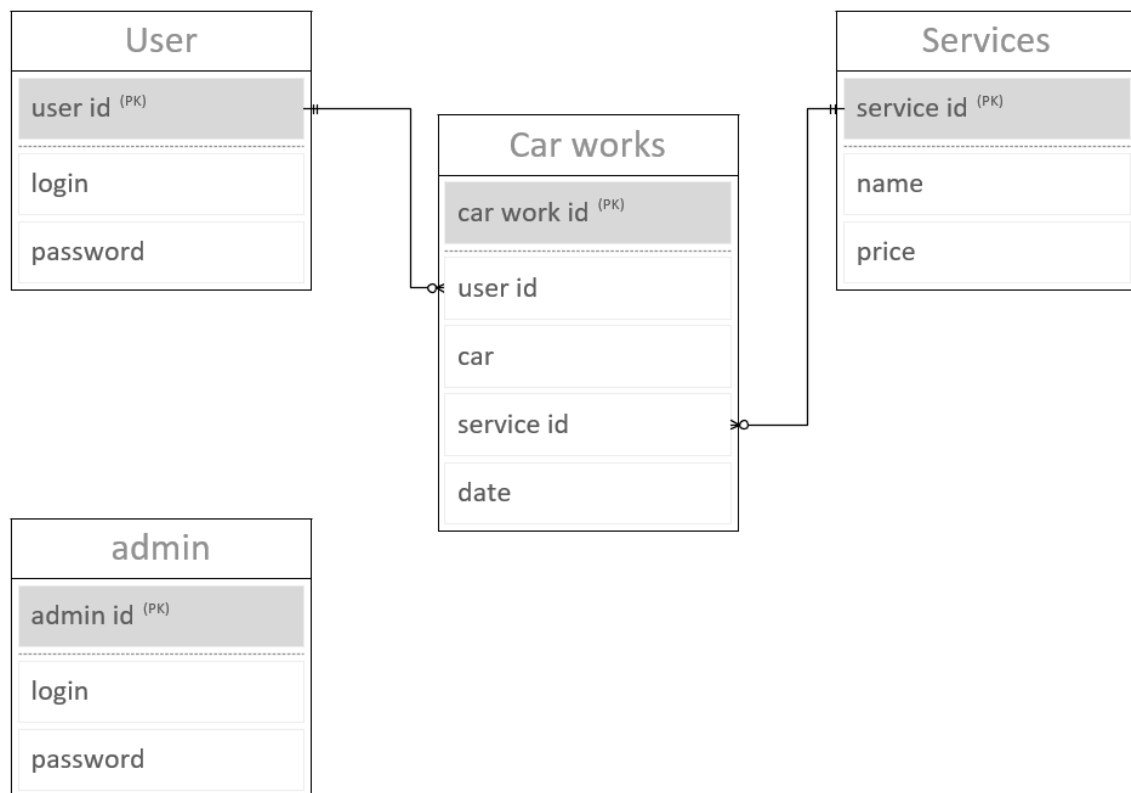 User
user id (PK)
login
password
Car works
car work id (PK)
user id
car
service id
date
Services
service id (PK)
name
price
admin
admin id (PK)
login
password